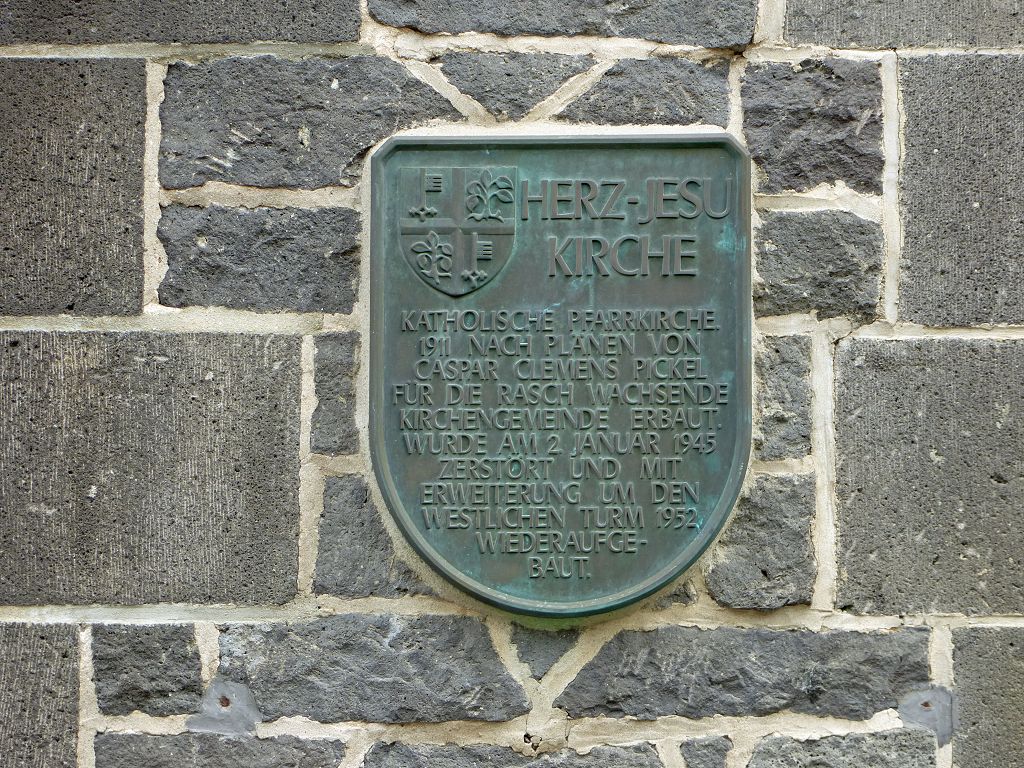 HERZ-JESU
KIRCHE
KATHOLISCHE PFARRKIRCHE.
1911 NACH PLÄNEN VON
CASPAR CLEMENS PICKEL
FÜR DIE RASCH WACHSENDE
KIRCHENGEMEINDE ERBAUT.
WURDE AM 2. JANUAR 1945
ZERSTÖRT UND MIT
ERWEITERUNG UM DEN
WESTLICHEN TURM 1952
WIEDERAUFGE-
BAUT.